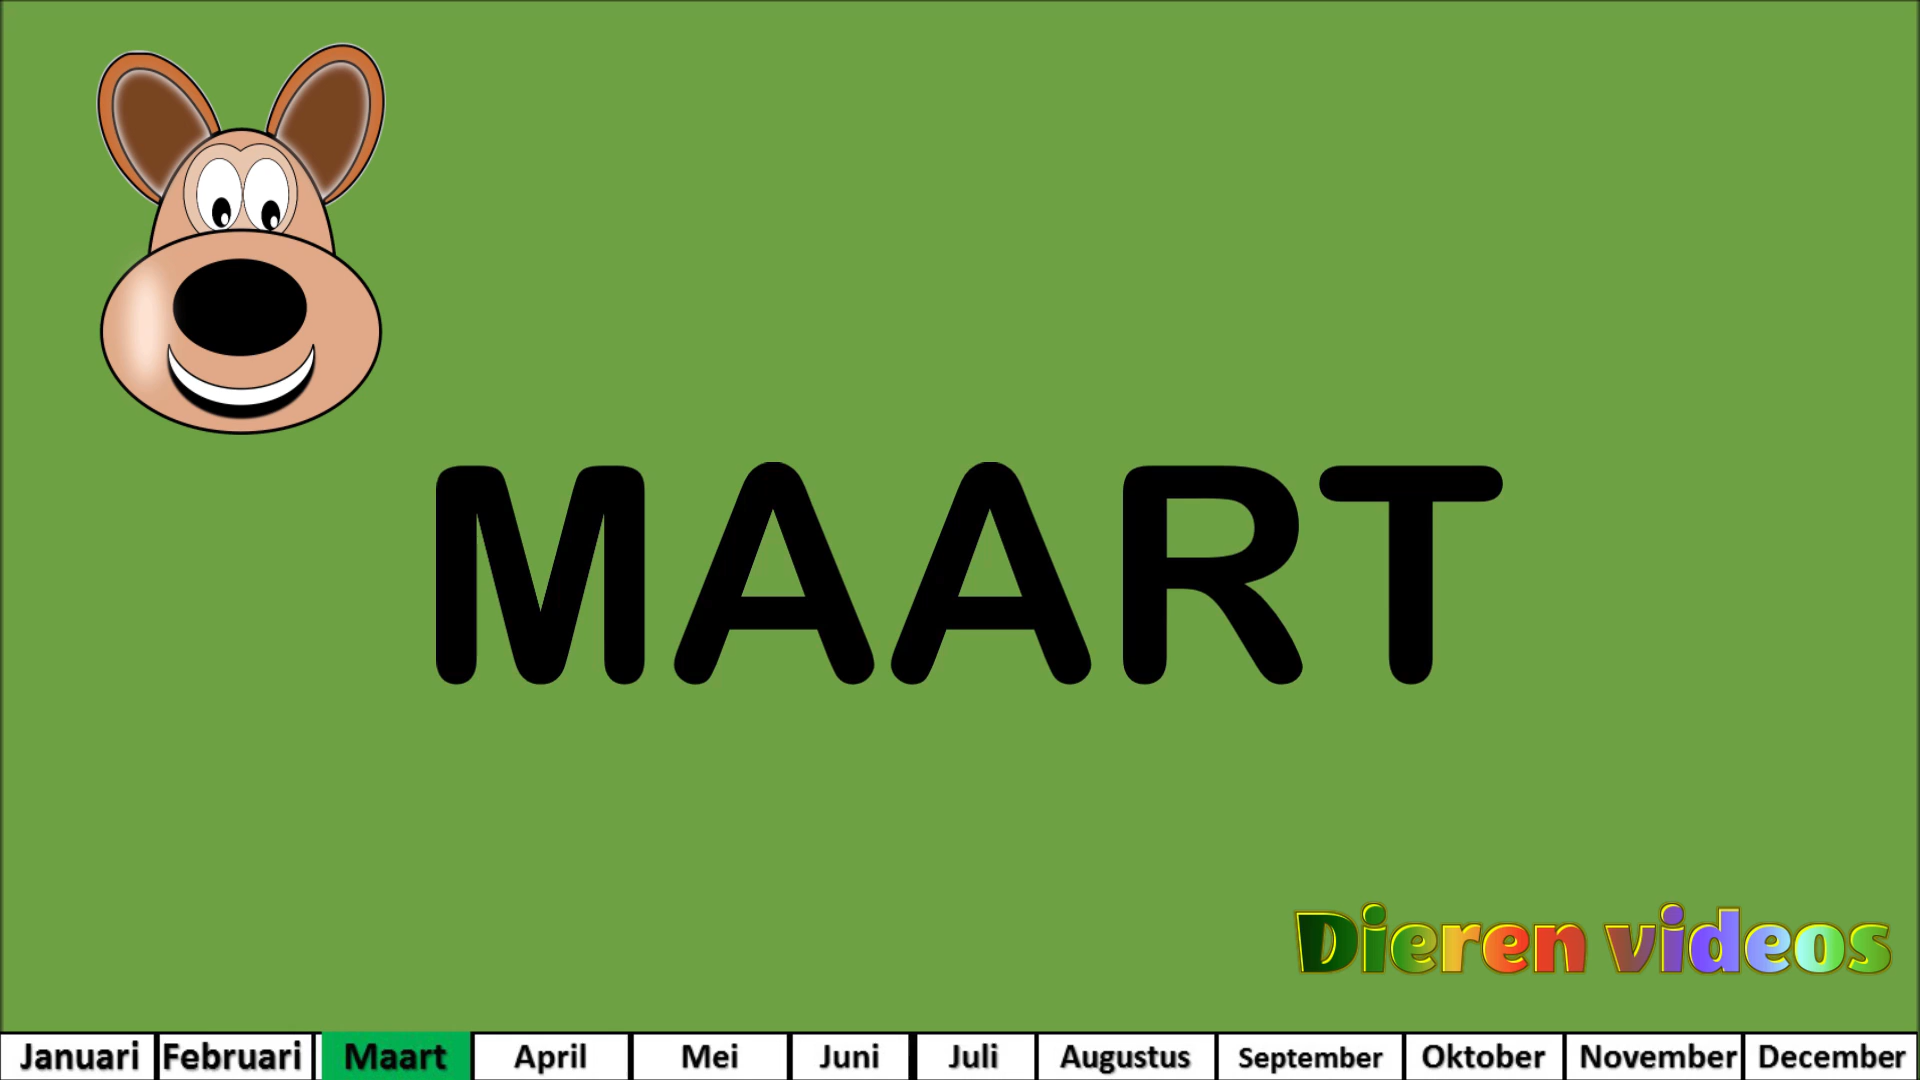 MAART
Dieren videos
Januari Februari Maart April Mei Juni Juli Augustus September Oktober November December